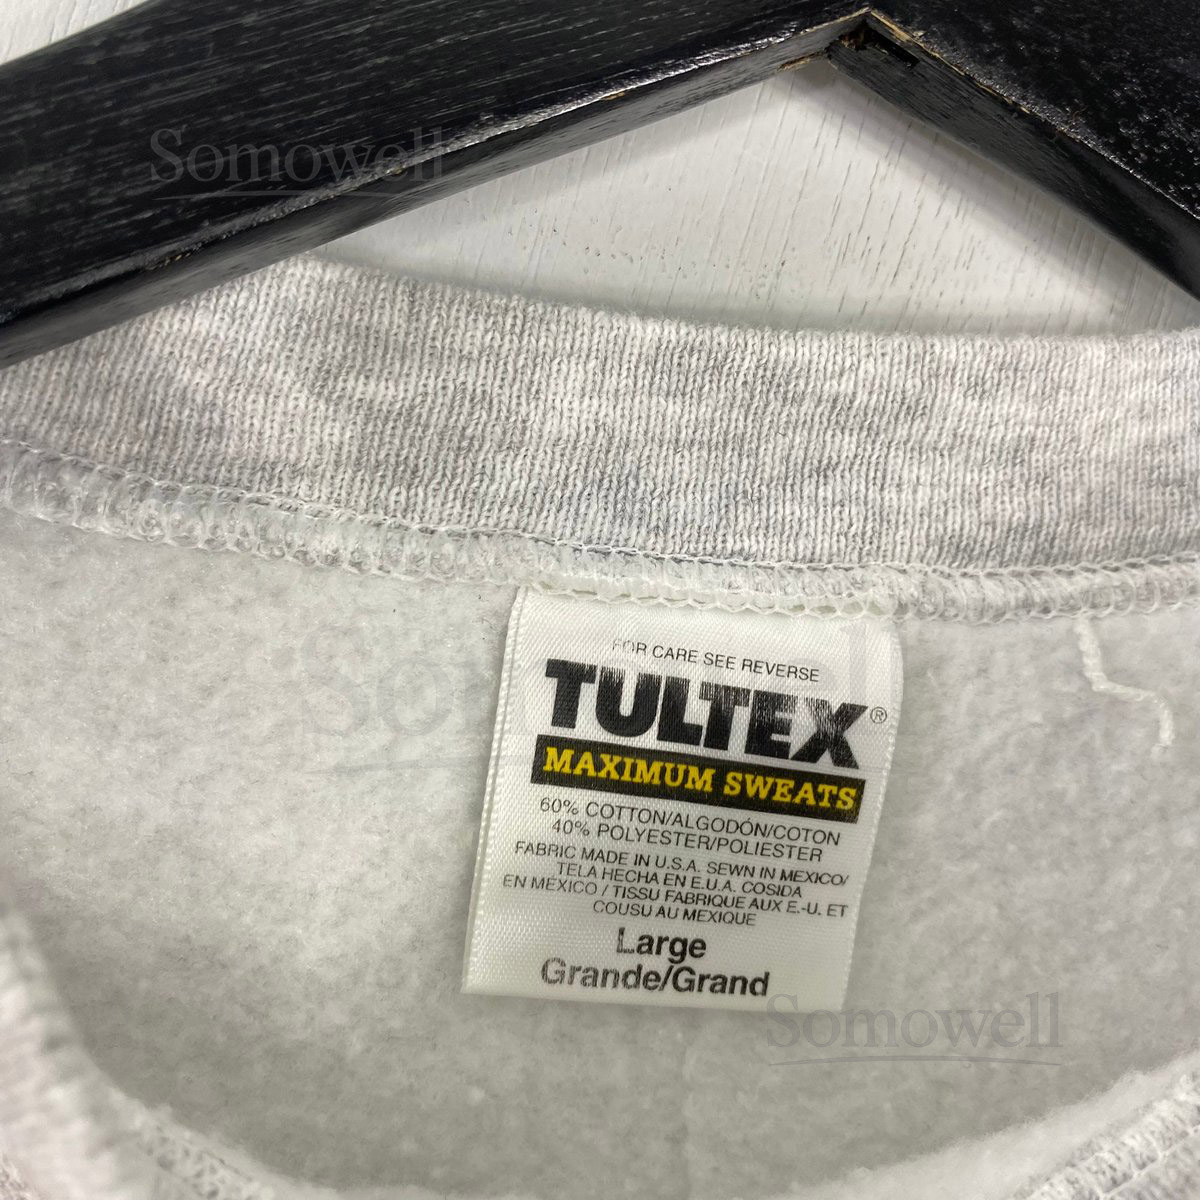 Somowell
FOR CARE SEE REVERSE
TULTEX®
MAXIMUM SWEATS
60% COTTON/ALGODÓN/COTON
40% POLYESTER/POLIESTER
FABRIC MADE IN U.S.A. SEWN IN MEXICO/
TELA HECHA EN E.U.A. COSIDA
EN MÉXICO / TISSU FABRIQUE AUX E.-U. ET
COUSU AU MEXIQUE
Large
Grande/Grand
Somowell